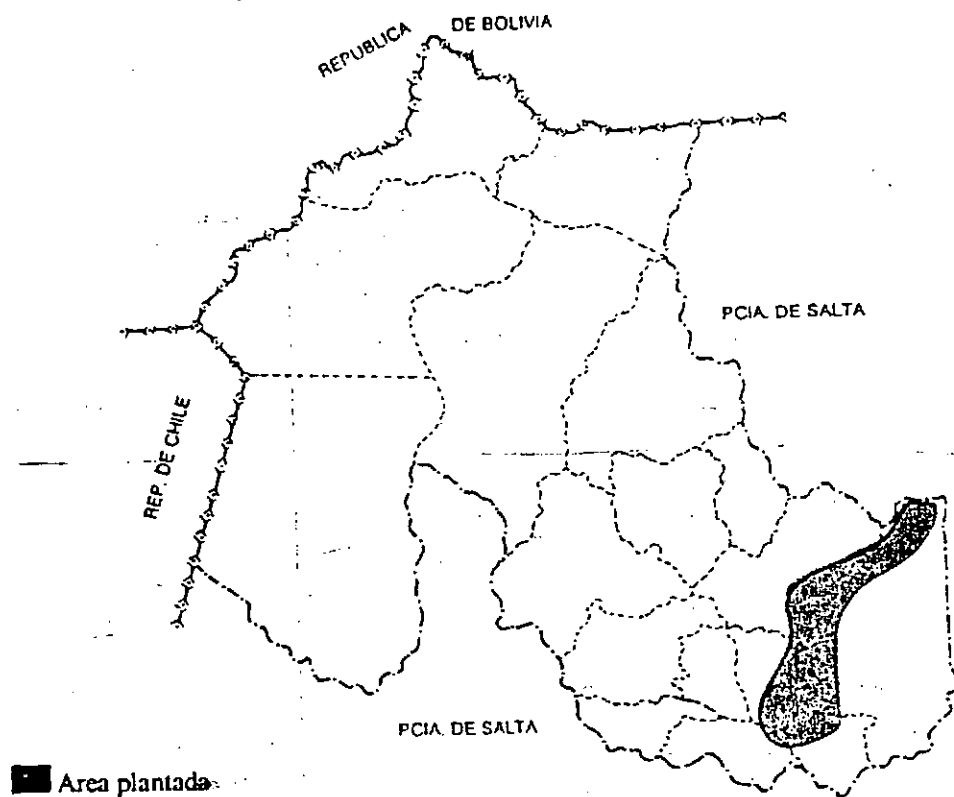 REPUBLICA DE BOLIVIA
PCIA. DE SALTA
REP. DE CHILE
PCIA. DE SALTA
Area plantada